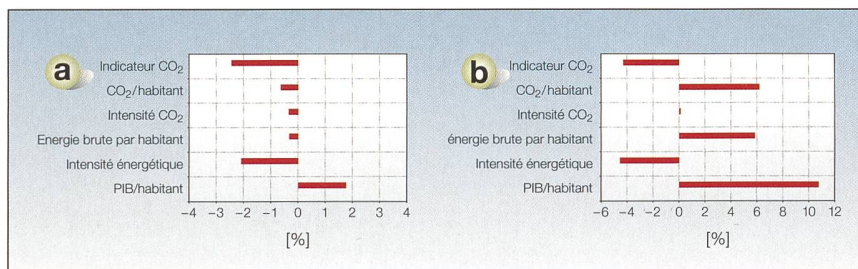 a
Indicateur CO₂
CO₂/habitant
Intensité CO₂
Energie brute par habitant
Intensité énergétique
PIB/habitant
−4 −3 −2 −1 0 1 2 3 4
[%]
b
Indicateur CO₂
CO₂/habitant
Intensité CO₂
énergie brute par habitant
Intensité énergétique
PIB/habitant
−6 −4 −2 0 2 4 6 8 10 12
[%]